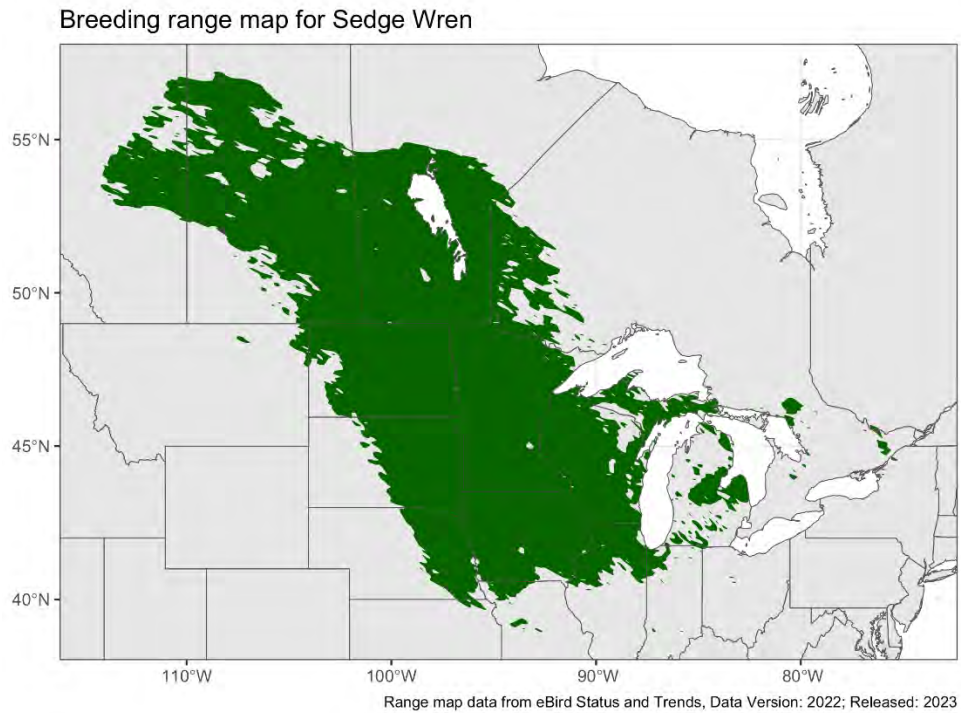 Breeding range map for Sedge Wren
55°N
50°N
45°N
40°N
110°W 100°W 90°W 80°W
Range map data from eBird Status and Trends, Data Version: 2022; Released: 2023